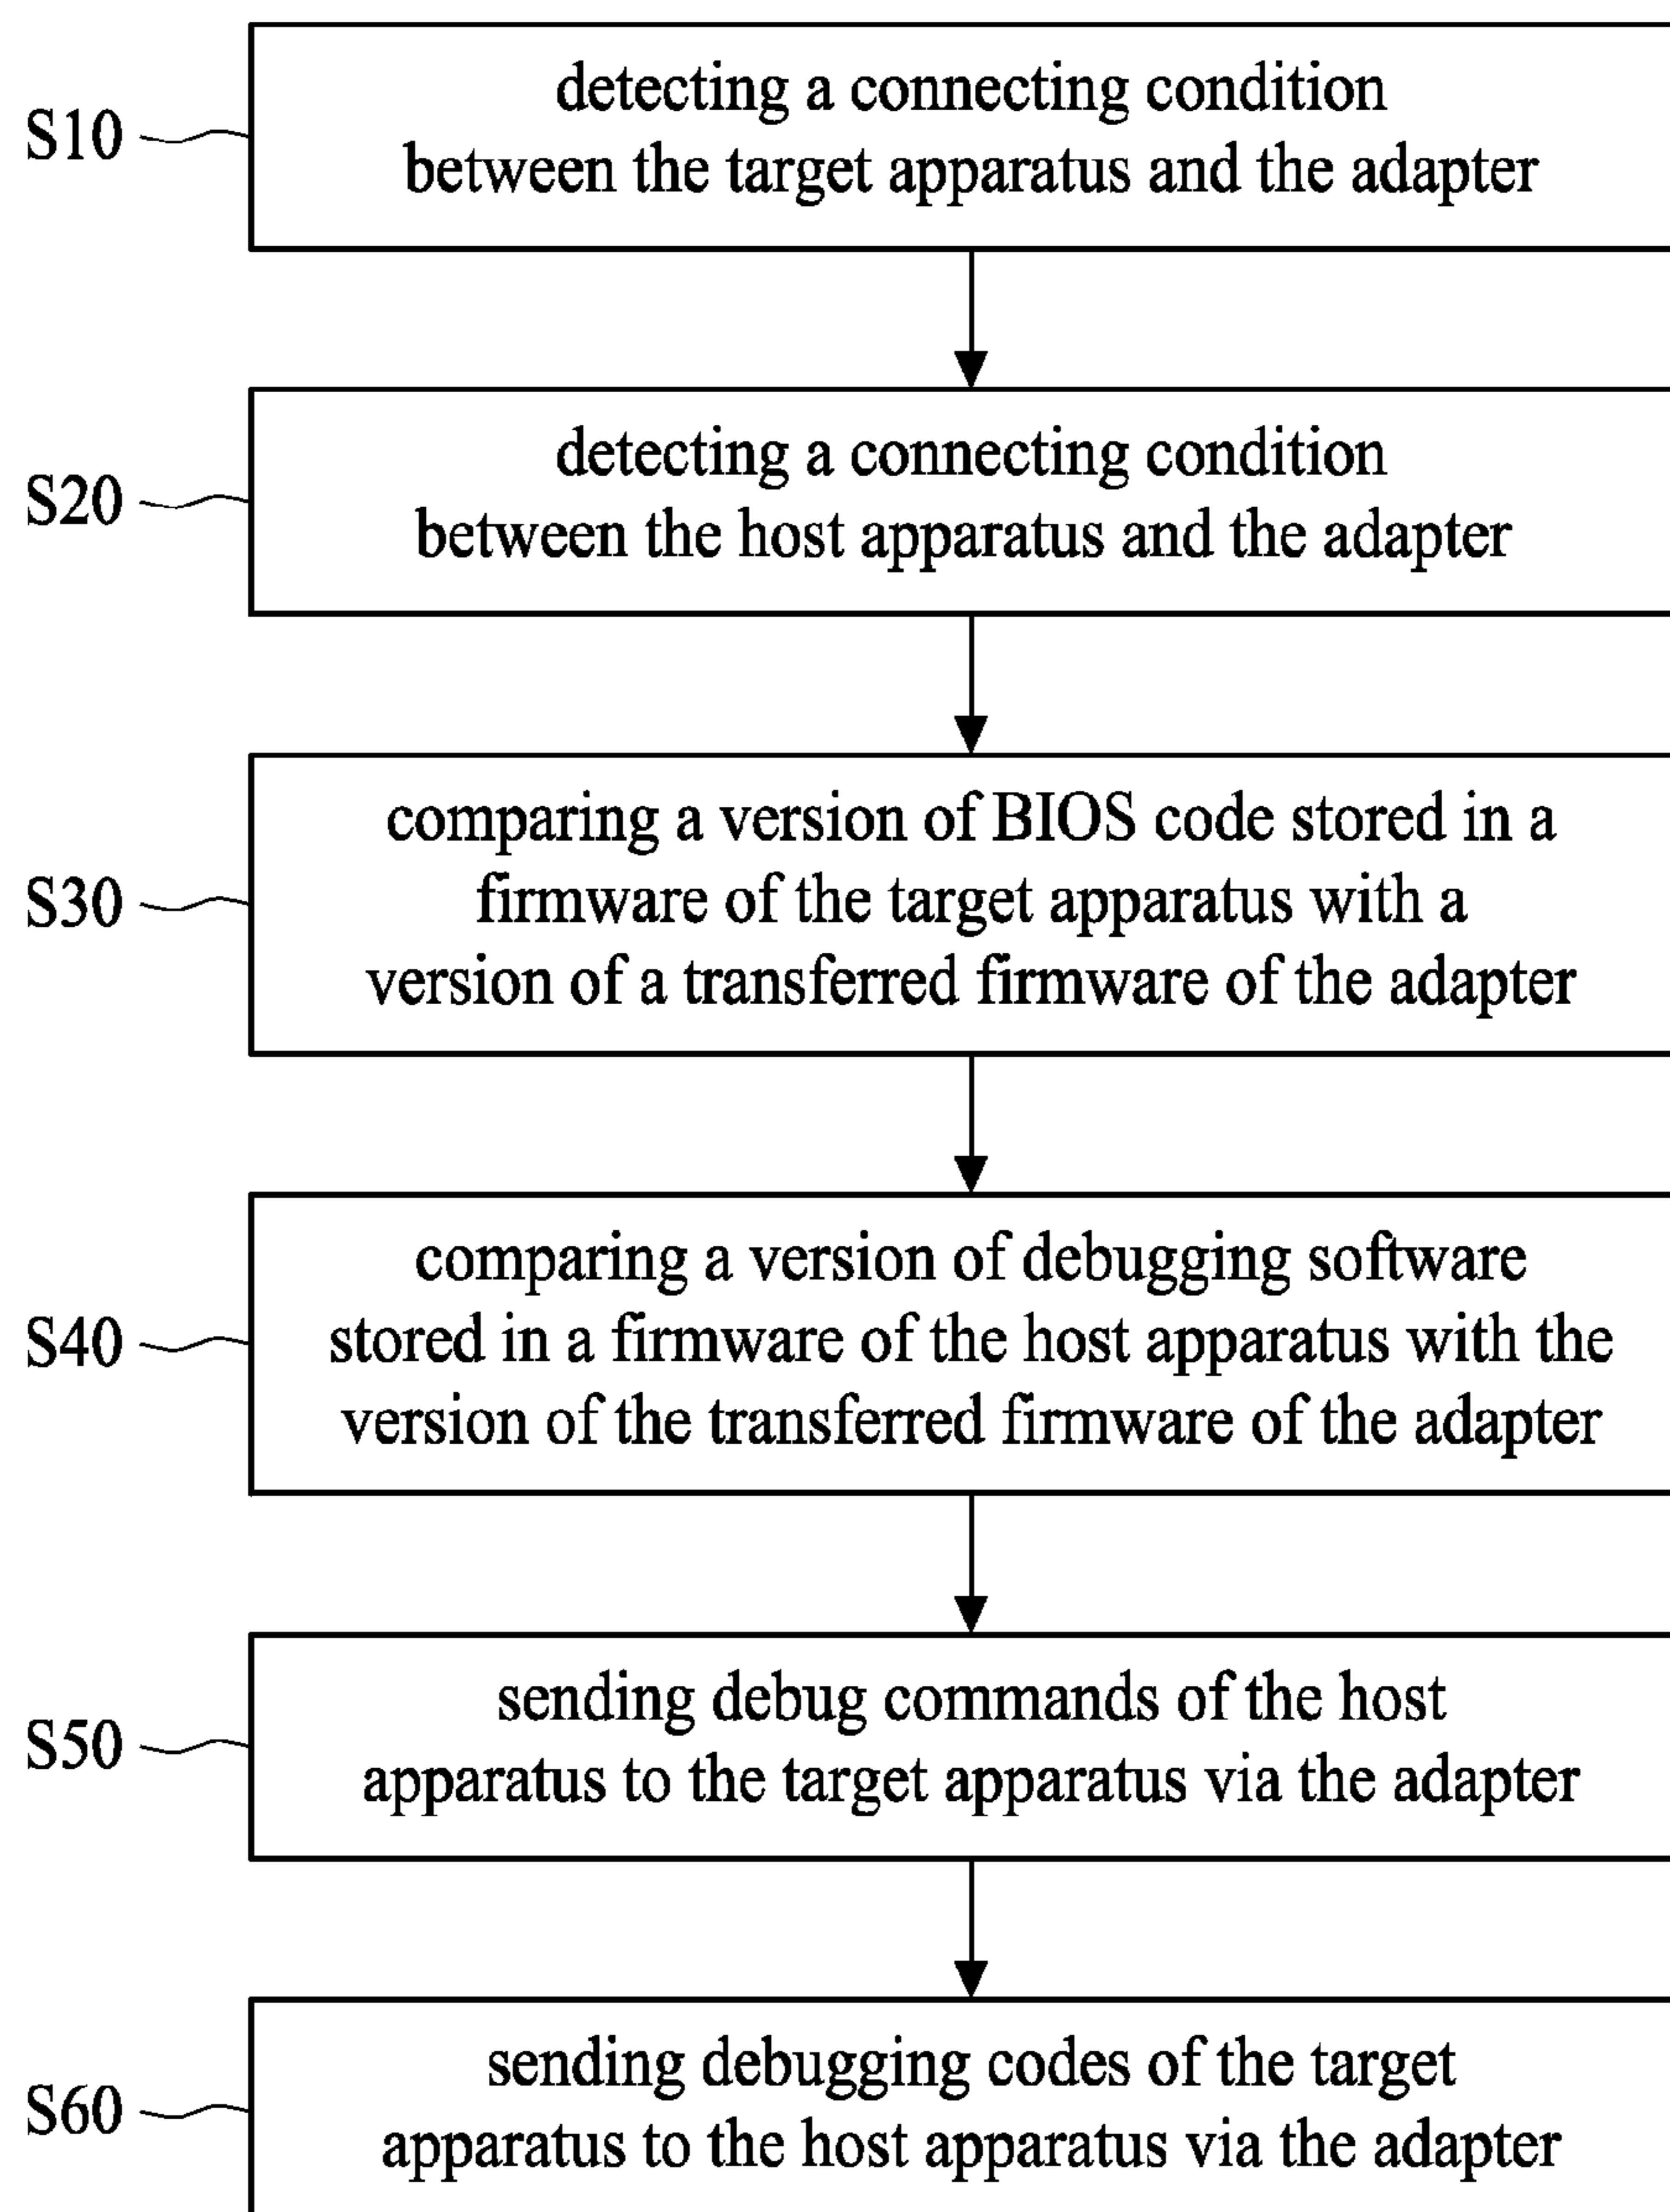 detecting a connecting condition
S10
between the target apparatus and the adapter
detecting a connecting condition
S20
between the host apparatus and the adapter
comparing a version of BIOS code stored in a
S30
firmware of the target apparatus with a
version of a transferred firmware of the adapter
comparing a version of debugging software
S40
stored in a firmware of the host apparatus with the
version of the transferred firmware of the adapter
sending debug commands of the host
S50
apparatus to the target apparatus via the adapter
sending debugging codes of the target
S60
apparatus to the host apparatus via the adapter